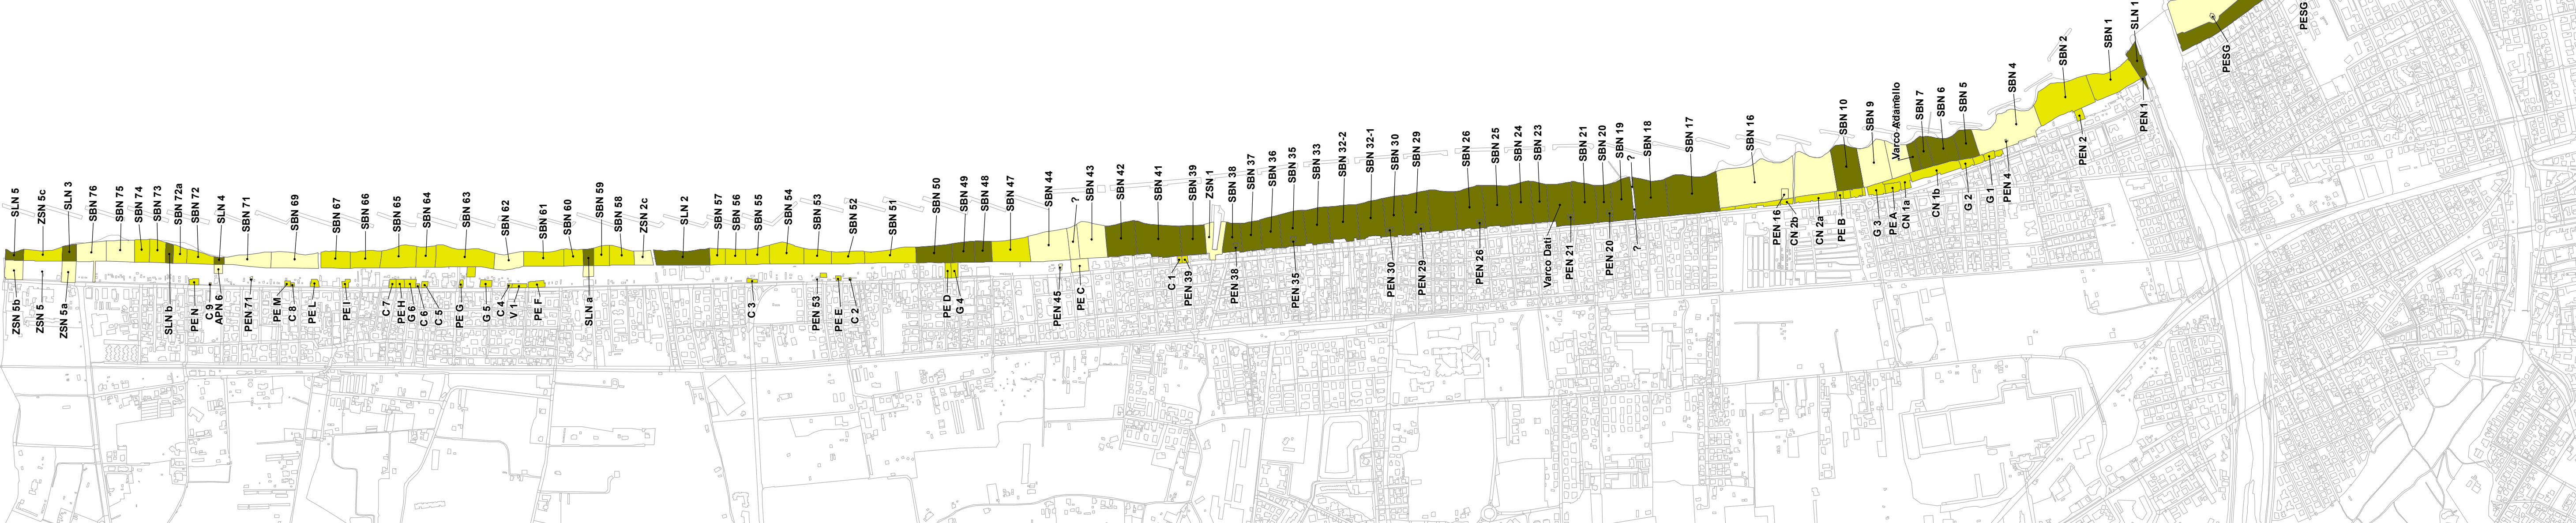 SLN 5
ZSN 5c
SLN 3
SBN 76
SBN 75
SBN 74
SBN 73
SBN 72a
SBN 72
SLN 4
SBN 71
SBN 69
SBN 67
SBN 66
SBN 65
SBN 64
SBN 63
SBN 62
SBN 61
SBN 60
SBN 59
SBN 58
ZSN 2c
SLN 2
SBN 57
SBN 56
SBN 55
SBN 54
SBN 53
SBN 52
SBN 51
SBN 50
SBN 49
SBN 48
SBN 47
SBN 44
?
SBN 43
SBN 42
SBN 41
SBN 39
ZSN 1
SBN 38
SBN 37
SBN 36
SBN 35
SBN 33
SBN 32-2
SBN 32-1
SBN 30
SBN 29
SBN 26
SBN 25
SBN 24
SBN 23
SBN 21
SBN 20
SBN 19
?
SBN 18
SBN 17
SBN 16
SBN 10
SBN 9
Varco Adamello
SBN 7
SBN 6
SBN 5
SBN 4
SBN 2
SBN 1
SLN 1
ZSN 5b
ZSN 5
ZSN 5a
SLN b
PE N
C 9
APN 6
PEN 71
PE M
C 8
PE L
PE I
C 7
PE H
G 6
C 6
C 5
PE G
G 5
C 4
V 1
PE F
SLN a
C 3
PEN 53
PE E
C 2
PE D
G 4
PEN 45
PE C
C 1
PEN 39
PEN 38
PEN 35
PEN 30
PEN 29
PEN 26
Varco Dati
PEN 21
PEN 20
?
PEN 16
CN 2b
CN 2a
PE B
G 3
PE A
CN 1a
CN 1b
G 2
G 1
PEN 4
PEN 2
PEN 1
PESG
PESG